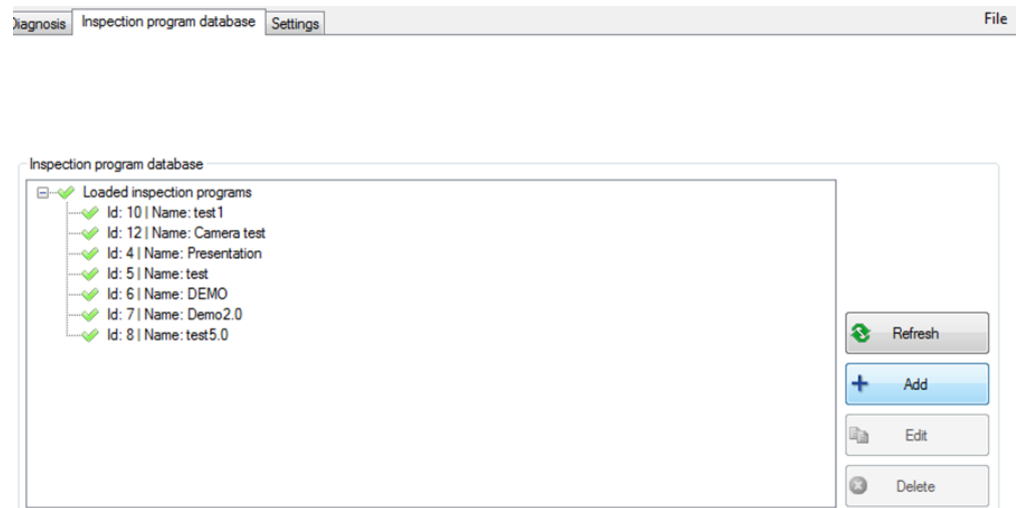 Diagnosis Inspection program database Settings File
Inspection program database
Loaded inspection programs
Id: 10 | Name: test1
Id: 12 | Name: Camera test
Id: 4 | Name: Presentation
Id: 5 | Name: test
Id: 6 | Name: DEMO
Id: 7 | Name: Demo2.0
Id: 8 | Name: test5.0
Refresh
Add
Edit
Delete